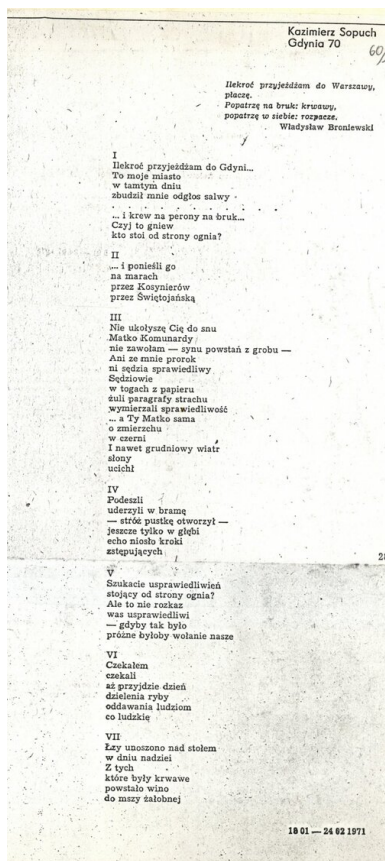 Kazimierz Sopuch
Gdynia 70
60
Ilekroć przyjeżdżam do Warszawy,
płaczę.
Popatrzę na bruk: krwawy,
popatrzę w siebie: rozpacze.
Władysław Broniewski
I
Ilekroć przyjeżdżam do Gdyni...
To moje miasto
w tamtym dniu
zbudził mnie odgłos salwy
. . . . . . . . . . . .
... i krew na perony na bruk...
Czyj to gniew
kto stoi od strony ognia?
II
... i ponieśli go
na marach
przez Kosynierów
przez Świętojańską
III
Nie ukołyszę Cię do snu
Matko Komunardy
nie zawołam — synu powstań z grobu —
Ani ze mnie prorok
ni sędzia sprawiedliwy
Sędziowie
w togach z papieru
żuli paragrafy strachu
wymierzali sprawiedliwość
... a Ty Matko sama
o zmierzchu
w czerni
I nawet grudniowy wiatr
słony
ucichł
IV
Podeszli
uderzyli w bramę
— stróż pustkę otworzył —
jeszcze tylko w głębi
echo niosło kroki
zstępujących
V
Szukacie usprawiedliwień
stojący od strony ognia?
Ale to nie rozkaz
was usprawiedliwi
— gdyby tak było
próżne byłoby wołanie nasze
VI
Czekałem
czekali
aż przyjdzie dzień
dzielenia ryby
oddawania ludziom
co ludzkie
VII
Łzy unoszono nad stołem
w dniu nadziei
Z tych
które były krwawe
powstało wino
do mszy żałobnej
18 01 — 24 02 1971